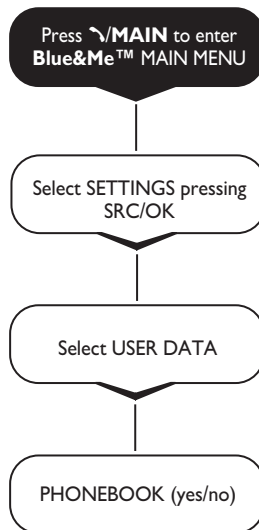 Press /MAIN to enter
Blue&Me™ MAIN MENU
Select SETTINGS pressing
SRC/OK
Select USER DATA
PHONEBOOK (yes/no)